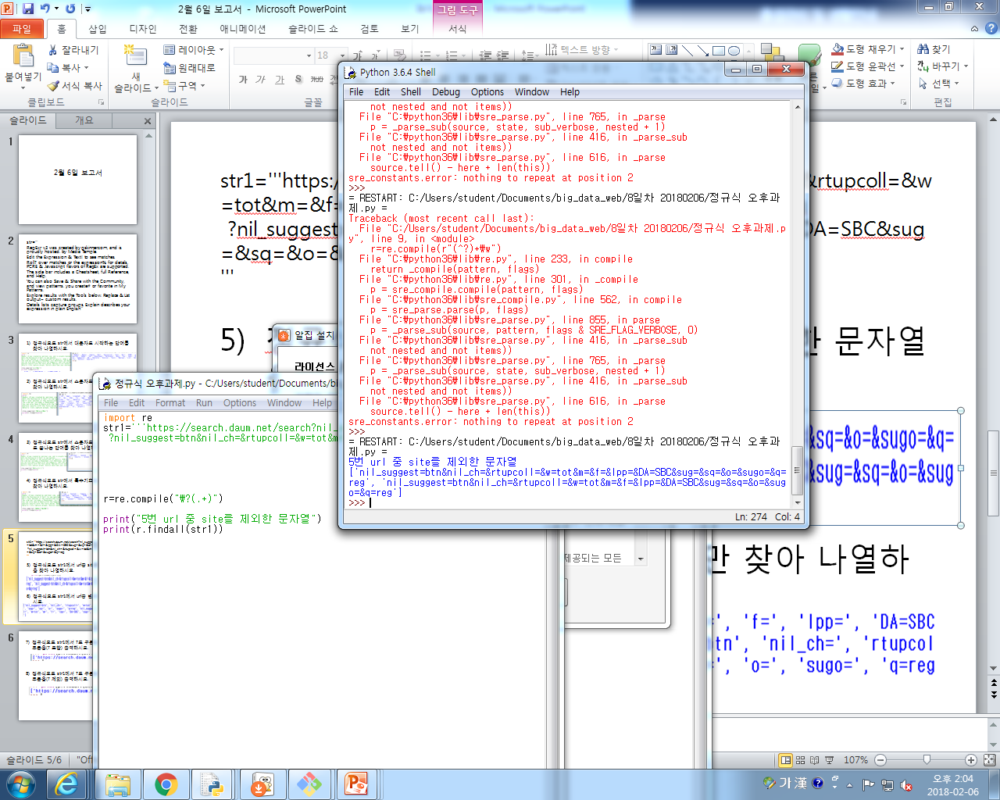 2월 6일 보고서 - Microsoft PowerPoint
그림 도구
파일 홈 삽입 디자인 전환 애니메이션 슬라이드 쇼 검토 보기 서식
붙여넣기 잘라내기 복사 서식 복사
클립보드
새 슬라이드 레이아웃 원래대로 구역
슬라이드
18
가 가 가 S
글꼴
텍스트 방향
도형 채우기
도형 윤곽선
도형 효과
찾기
바꾸기
선택
편집
슬라이드 개요
1
2월 6일 보고서
2
3
4
5
6
str1='''https:/
&rtupcoll=&w
=tot&m=&f=
?nil_suggest
DA=SBC&sug
=&sq=&o=&
'''
5)
문자열
&sq=&o=&sugo=&q=
&sug=&sq=&o=&sug
만 찾아 나열하
=', 'f=', 'lpp=', 'DA=SBC
btn', 'nil_ch=', 'rtupcol
=', 'o=', 'sugo=', 'q=reg
알집 설치
라이선스
제공되는 모든
Python 3.6.4 Shell
File Edit Shell Debug Options Window Help
    not nested and not items))
  File "C:₩python36₩lib₩sre_parse.py", line 765, in _parse
    p = _parse_sub(source, state, sub_verbose, nested + 1)
  File "C:₩python36₩lib₩sre_parse.py", line 416, in _parse_sub
    not nested and not items))
  File "C:₩python36₩lib₩sre_parse.py", line 616, in _parse
    source.tell() - here + len(this))
sre_constants.error: nothing to repeat at position 2
>>>
= RESTART: C:/Users/student/Documents/big_data_web/8일차 20180206/정규식 오후과
제.py =
Traceback (most recent call last):
  File "C:/Users/student/Documents/big_data_web/8일차 20180206/정규식 오후과제.p
y", line 9, in <module>
    r=re.compile(r"(^?)+₩w")
  File "C:₩python36₩lib₩re.py", line 233, in compile
    return _compile(pattern, flags)
  File "C:₩python36₩lib₩re.py", line 301, in _compile
    p = sre_compile.compile(pattern, flags)
  File "C:₩python36₩lib₩sre_compile.py", line 562, in compile
    p = sre_parse.parse(p, flags)
  File "C:₩python36₩lib₩sre_parse.py", line 855, in parse
    p = _parse_sub(source, pattern, flags & SRE_FLAG_VERBOSE, 0)
  File "C:₩python36₩lib₩sre_parse.py", line 416, in _parse_sub
    not nested and not items))
  File "C:₩python36₩lib₩sre_parse.py", line 765, in _parse
    p = _parse_sub(source, state, sub_verbose, nested + 1)
  File "C:₩python36₩lib₩sre_parse.py", line 416, in _parse_sub
    not nested and not items))
  File "C:₩python36₩lib₩sre_parse.py", line 616, in _parse
    source.tell() - here + len(this))
sre_constants.error: nothing to repeat at position 2
>>>
= RESTART: C:/Users/student/Documents/big_data_web/8일차 20180206/정규식 오후과
제.py =
5번 url 중 site를 제외한 문자열
['nil_suggest=btn&nil_ch=&rtupcoll=&w=tot&m=&f=&lpp=&DA=SBC&sug=&sq=&o=&sugo=&q=
reg', 'nil_suggest=btn&nil_ch=&rtupcoll=&w=tot&m=&f=&lpp=&DA=SBC&sug=&sq=&o=&sug
o=&q=reg']
>>>
Ln: 274 Col: 4
정규식 오후과제.py - C:/Users/student/Documents/bi
File Edit Format Run Options Window Help
import re
str1='''https://search.daum.net/search?nil_
?nil_suggest=btn&nil_ch=&rtupcoll=&w=tot&m
r=re.compile("₩?(.+)")
print("5번 url 중 site를 제외한 문자열")
print(r.findall(str1))
슬라이드 5/6
107%
가 漢
오후 2:04
2018-02-06